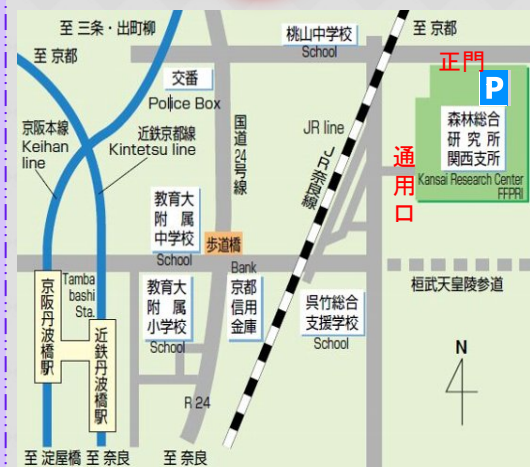 至 三条・出町柳
至 京都
桃山中学校
School
至 京都
正門
P
交番
Police Box
京阪本線
Keihan
line
近鉄京都線
Kintetsu line
国道24号線
JR line
JR奈良線
通用口
森林総合
研究所
関西支所
Kansai Research Center
FFPRI
教育大
附属
中学校
School
歩道橋
Bank
京都
信用
金庫
教育大
附属
小学校
School
呉竹総合
支援学校
School
桓武天皇陵参道
Tamba
bashi
Sta.
京阪丹波橋駅
近鉄丹波橋駅
N
R 24
至 淀屋橋
至 奈良
至 奈良